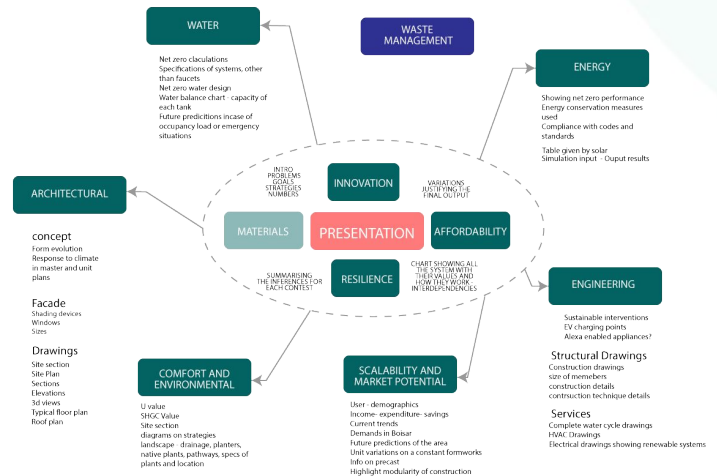 WATER
Net zero claculations
Specifications of systems, other
than faucets
Net zero water design
Water balance chart - capacity of
each tank
Future predicitions incase of
occupancy load or emergency
situations
WASTE
MANAGEMENT
ENERGY
Showing net zero performance
Energy conservation measures
used
Compliance with codes and
standards
Table given by solar
Simulation input - Ouput results
ARCHITECTURAL
concept
Form evolution
Response to climate
in master and unit
plans
Facade
Shading devices
Windows
Sizes
Drawings
Site section
Site Plan
Sections
Elevations
3d views
Typical floor plan
Roof plan
INTRO
PROBLEMS
GOALS
STRATEGIES
NUMBERS
INNOVATION
VARIATIONS
JUSTIFYING THE
FINAL OUTPUT
MATERIALS
PRESENTATION
AFFORDABILITY
SUMMARISING
THE INFERENCES FOR
EACH CONTEST
RESILIENCE
CHART SHOWING ALL
THE SYSTEM WITH
THEIR VALUES AND
HOW THEY WORK -
INTERDEPENDENCIES
ENGINEERING
Sustainable interventions
EV charging points
Alexa enabled appliances?
Structural Drawings
Construction drawings
size of memebers
construction details
contrsuction technique details
Services
Complete water cycle drawings
HVAC Drawings
Electrical drawings showing renewable systems
COMFORT AND
ENVIRONMENTAL
U value
SHGC Value
Site section
diagrams on strategies
landscape - drainage, planters,
native plants, pathways, specs of
plants and location
SCALABILITY AND
MARKET POTENTIAL
User - demographics
Income- expenditure- savings
Current trends
Demands in Boisar
Future predictions of the area
Unit variations on a constant formworks
Info on precast
Highlight modularity of construction